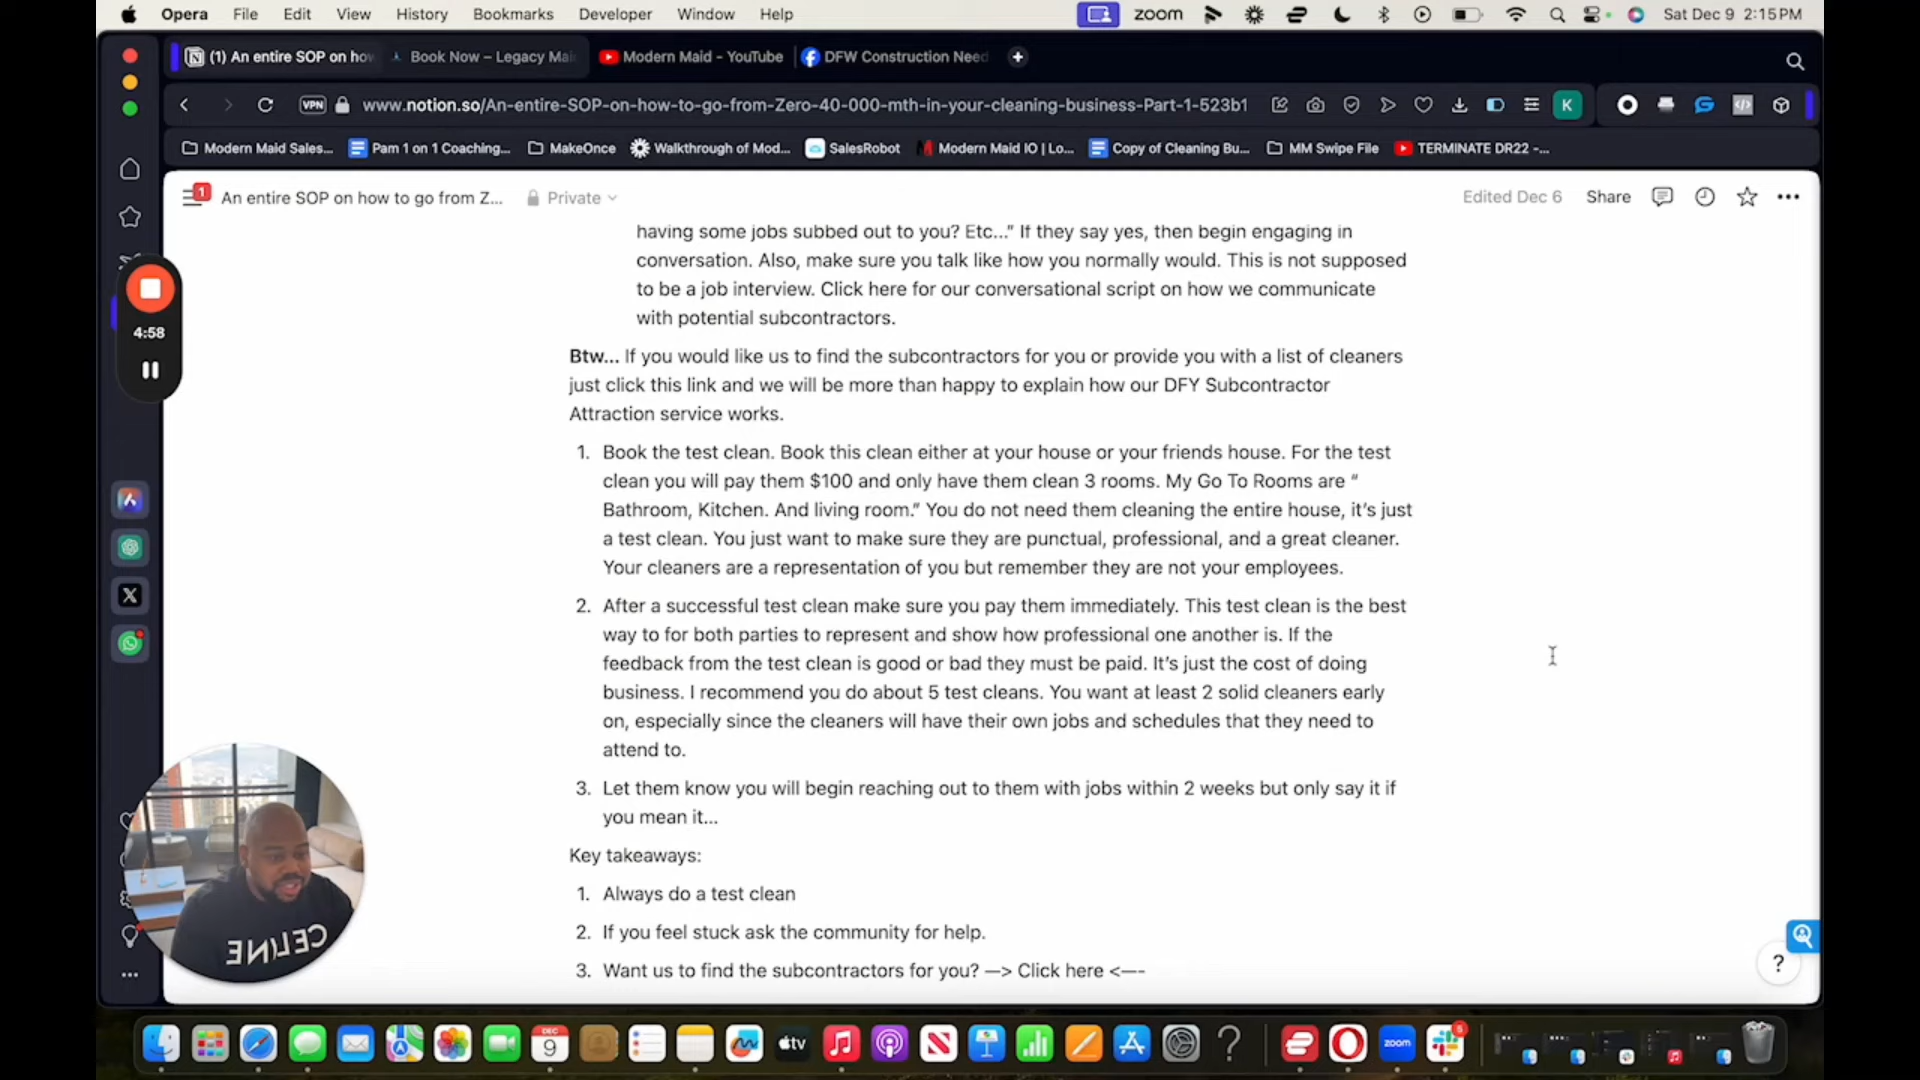 Opera File Edit View History Bookmarks Developer Window Help zoom Sat Dec 9 2:15 PM
(1) An entire SOP on how Book Now – Legacy Mai Modern Maid - YouTube DFW Construction Need
VPN www.notion.so/An-entire-SOP-on-how-to-go-from-Zero-40-000-mth-in-your-cleaning-business-Part-1-523b1 K
Modern Maid Sales... Pam 1 on 1 Coaching... MakeOnce Walkthrough of Mod... SalesRobot Modern Maid IO | Lo... Copy of Cleaning Bu... MM Swipe File TERMINATE DR22 -...
1 An entire SOP on how to go from Z... Private Edited Dec 6 Share
having some jobs subbed out to you? Etc...” If they say yes, then begin engaging in
conversation. Also, make sure you talk like how you normally would. This is not supposed
to be a job interview. Click here for our conversational script on how we communicate
with potential subcontractors.
4:58
Btw... If you would like us to find the subcontractors for you or provide you with a list of cleaners
just click this link and we will be more than happy to explain how our DFY Subcontractor
Attraction service works.
1. Book the test clean. Book this clean either at your house or your friends house. For the test
clean you will pay them $100 and only have them clean 3 rooms. My Go To Rooms are “
Bathroom, Kitchen. And living room.” You do not need them cleaning the entire house, it’s just
a test clean. You just want to make sure they are punctual, professional, and a great cleaner.
Your cleaners are a representation of you but remember they are not your employees.
2. After a successful test clean make sure you pay them immediately. This test clean is the best
way to for both parties to represent and show how professional one another is. If the
feedback from the test clean is good or bad they must be paid. It’s just the cost of doing
business. I recommend you do about 5 test cleans. You want at least 2 solid cleaners early
on, especially since the cleaners will have their own jobs and schedules that they need to
attend to.
3. Let them know you will begin reaching out to them with jobs within 2 weeks but only say it if
you mean it...
Key takeaways:
1. Always do a test clean
2. If you feel stuck ask the community for help.
3. Want us to find the subcontractors for you? —> Click here <—-
CELINE
?
DEC
9
tv
zoom
5